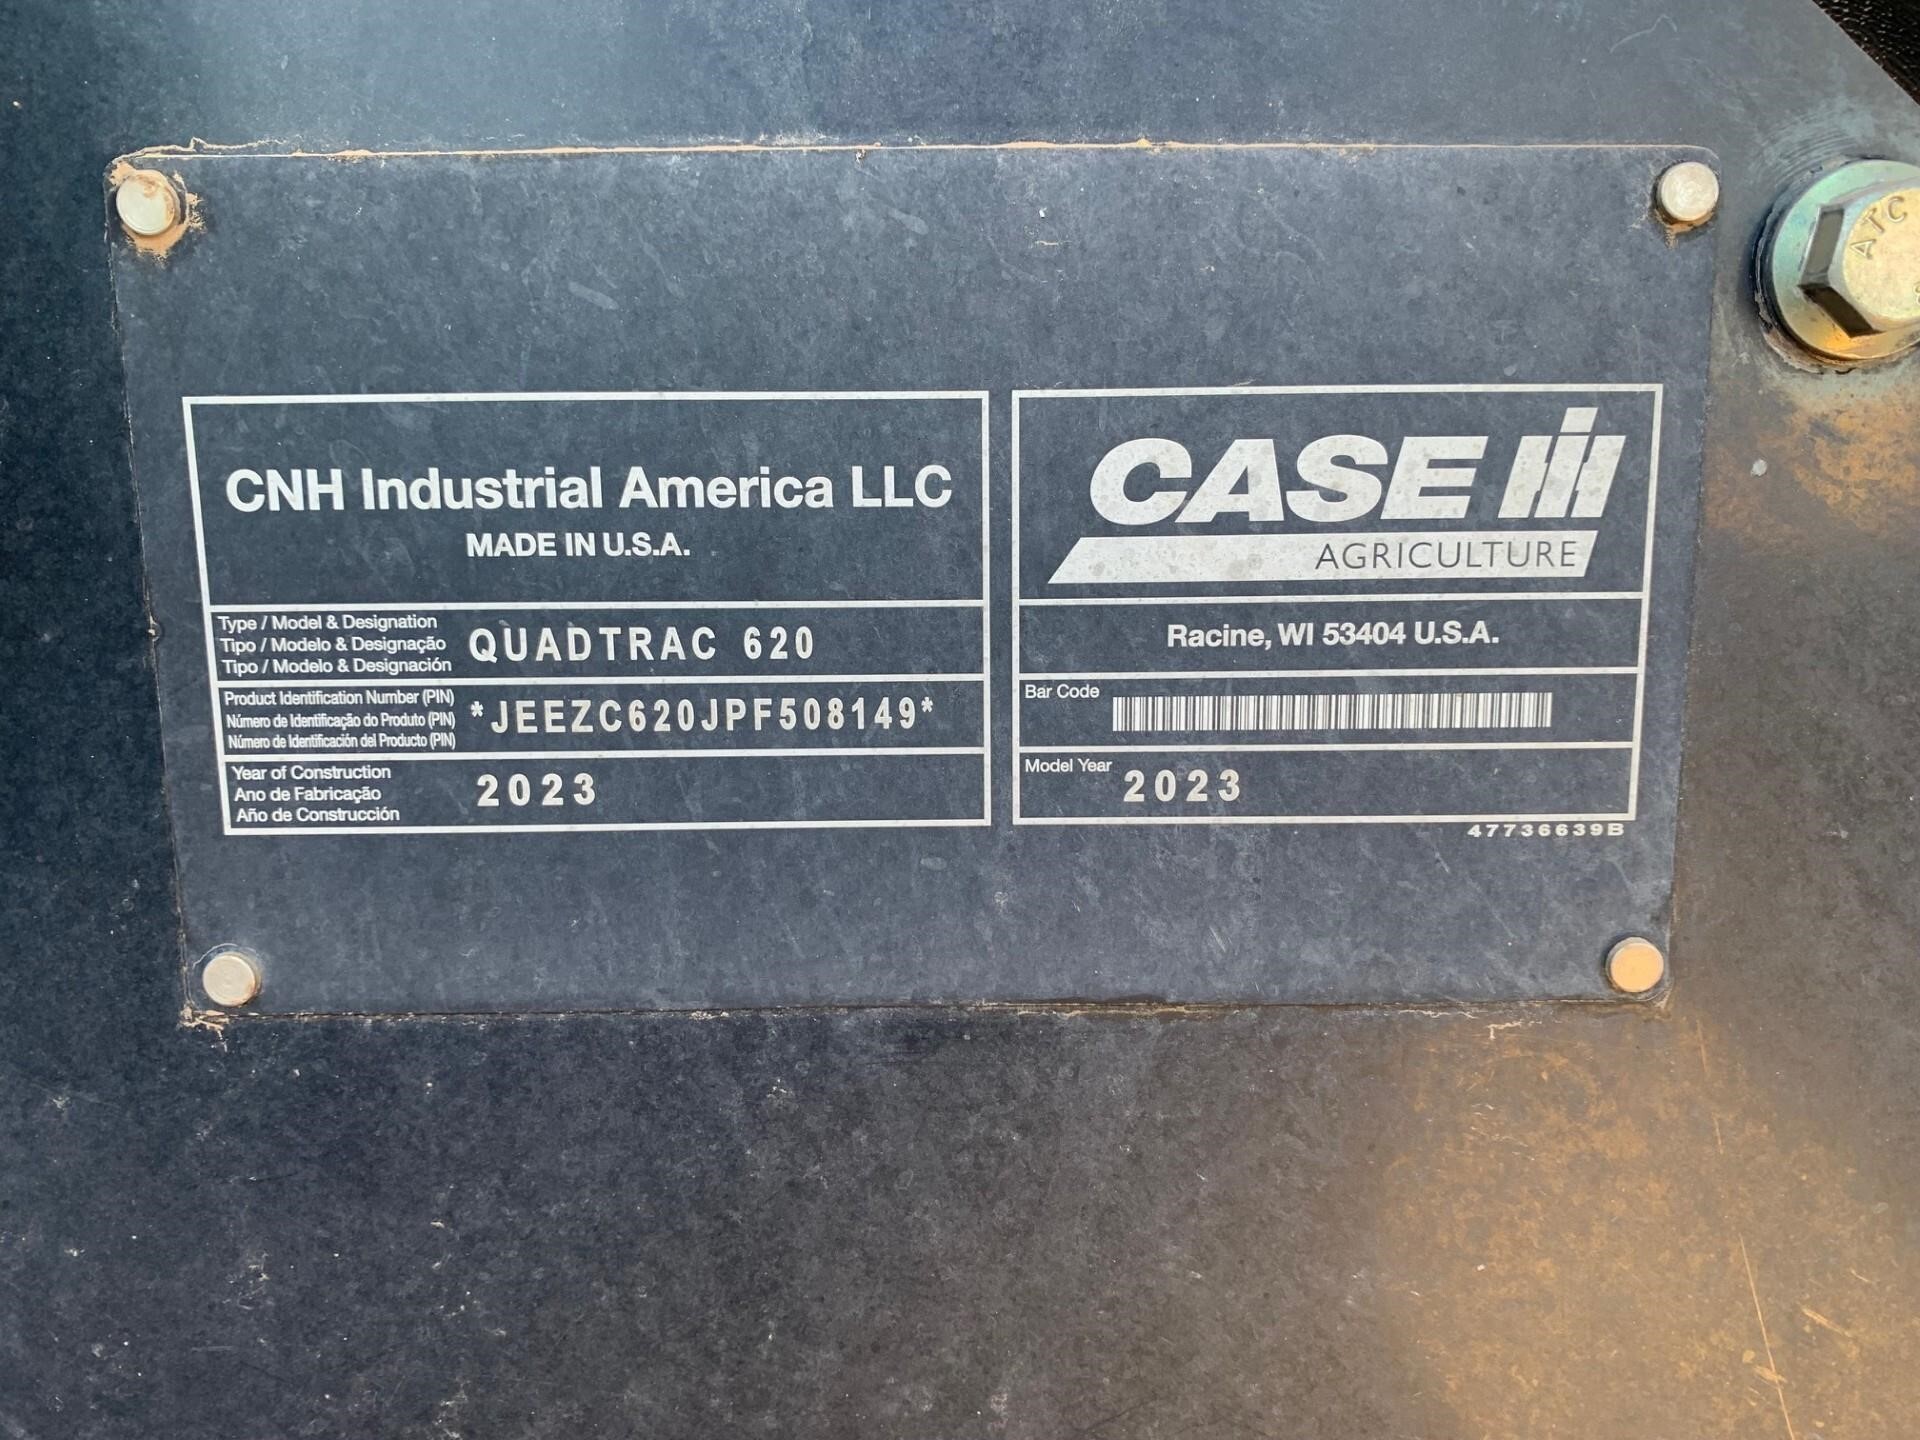 CNH Industrial America LLC
MADE IN U.S.A.
Type / Model & Designation
Tipo / Modelo & Designação
Tipo / Modelo & Designación
QUADTRAC 620
Product Identification Number (PIN)
Número de Identificação do Produto (PIN)
Número de Identificación del Producto (PIN)
*JEEZC620JPF508149*
Year of Construction
Ano de Fabricação
Año de Construcción
2023
CASE IH
AGRICULTURE
Racine, WI 53404 U.S.A.
Bar Code
Model Year
2023
47736639B
ATC